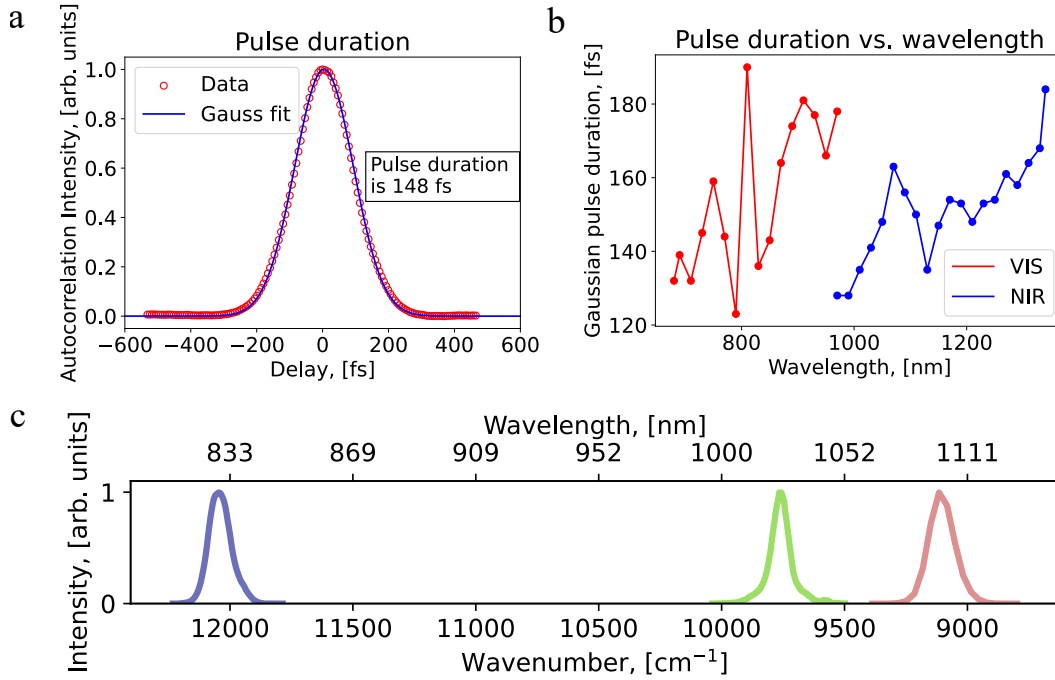 a
Pulse duration
Autocorrelation Intensity, [arb. units]
1.0
0.8
0.6
0.4
0.2
0.0
Data
Gauss fit
Pulse duration
is 148 fs
−600 −400 −200 0 200 400 600
Delay, [fs]
b
Pulse duration vs. wavelength
Gaussian pulse duration, [fs]
180
160
140
120
VIS
NIR
800 1000 1200
Wavelength, [nm]
c
Wavelength, [nm]
833 869 909 952 1000 1052 1111
Intensity, [arb. units]
1
0
12000 11500 11000 10500 10000 9500 9000
Wavenumber, [cm⁻¹]